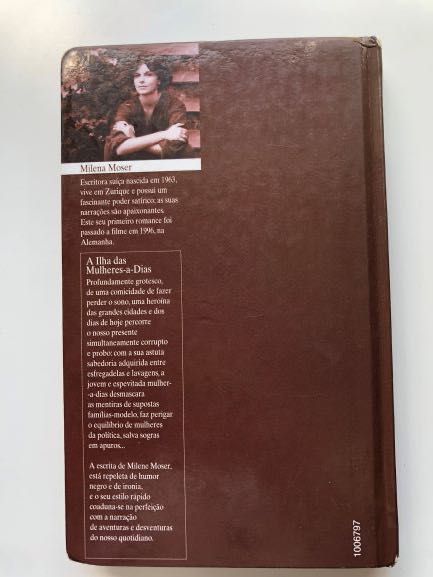 Milena Moser
Escritora suíça nascida em 1963,
vive em Zurique e possui um
fascinante poder satírico; as suas
narrações são apaixonantes.
Este seu primeiro romance foi
passado a filme em 1996, na
Alemanha.
A Ilha das
Mulheres-a-Dias
Profundamente grotesco,
de uma comicidade de fazer
perder o sono, uma heroína
das grandes cidades e dos
dias de hoje percorre
o nosso presente
simultaneamente corrupto
e probo: com a sua astuta
sabedoria adquirida entre
esfregadelas e lavagens, a
jovem e espevitada mulher-
-a-dias desmascara
as mentiras de supostas
famílias-modelo, faz perigar
o equilíbrio de mulheres
da política, salva sogras
em apuros...
A escrita de Milene Moser,
está repleta de humor
negro e de ironia,
e o seu estilo rápido
coaduna-se na perfeição
com a narração
de aventuras e desventuras
do nosso quotidiano.
1006797